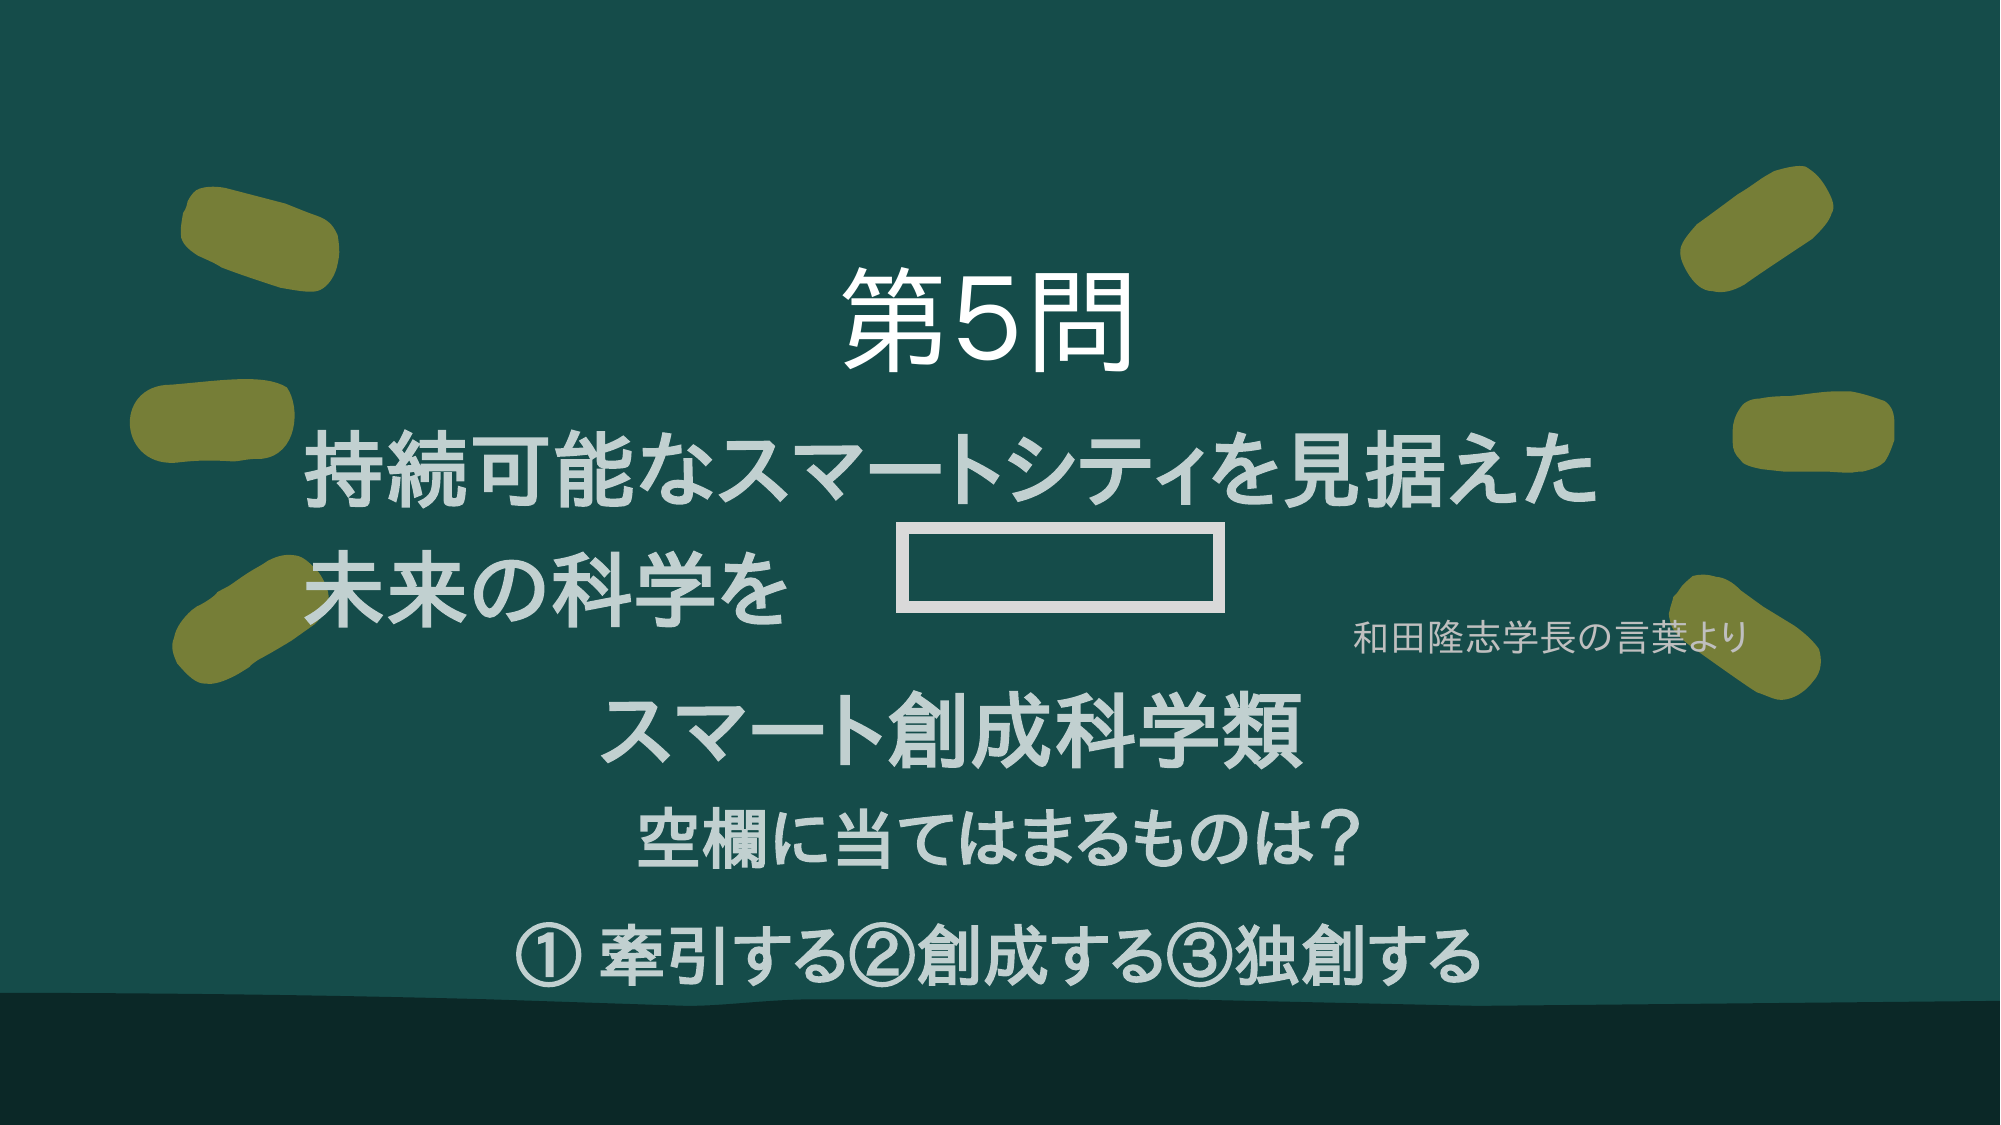 第5問
持続可能なスマートシティを見据えた
未来の科学を
和田隆志学長の言葉より
スマート創成科学類
空欄に当てはまるものは?
① 牽引する②創成する③独創する